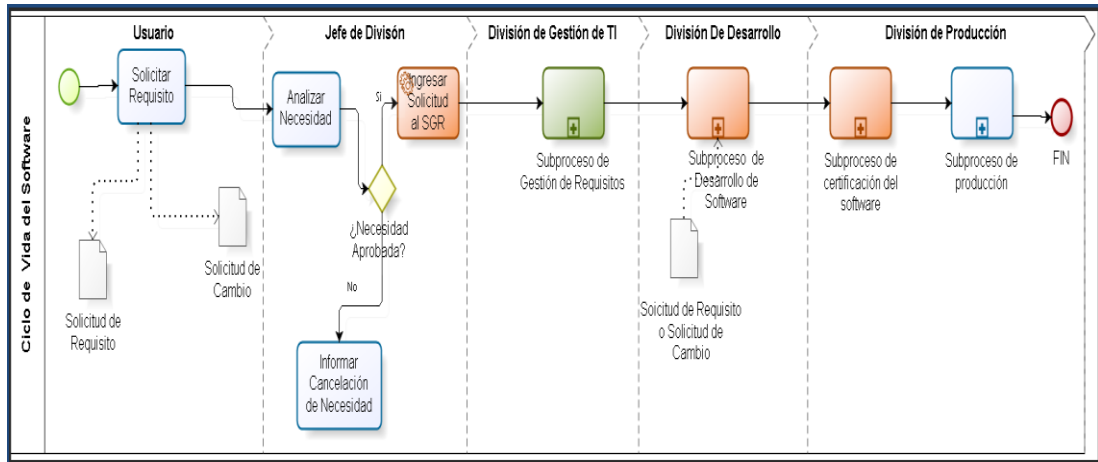 Ciclo de Vida del Software
Usuario
Jefe de Divisón
División de Gestión de TI
División De Desarrollo
División de Producción
Solicitar
Requisito
Solicitud de
Requisito
Solicitud de
Cambio
Analizar
Necesidad
¿Necesidad
Aprobada?
Si
No
Ingresar
Solicitud
al SGR
Informar
Cancelación
de Necesidad
Subproceso de
Gestión de Requisitos
Subproceso de
Desarrollo de
Software
Soicitud de Requisito
o Solicitud de
Cambio
Subproceso de
certificación del
software
Subproceso de
producción
FIN